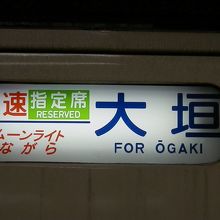 速 指定席
RESERVED
ムーンライト
ながら
大垣
FOR ŌGAKI